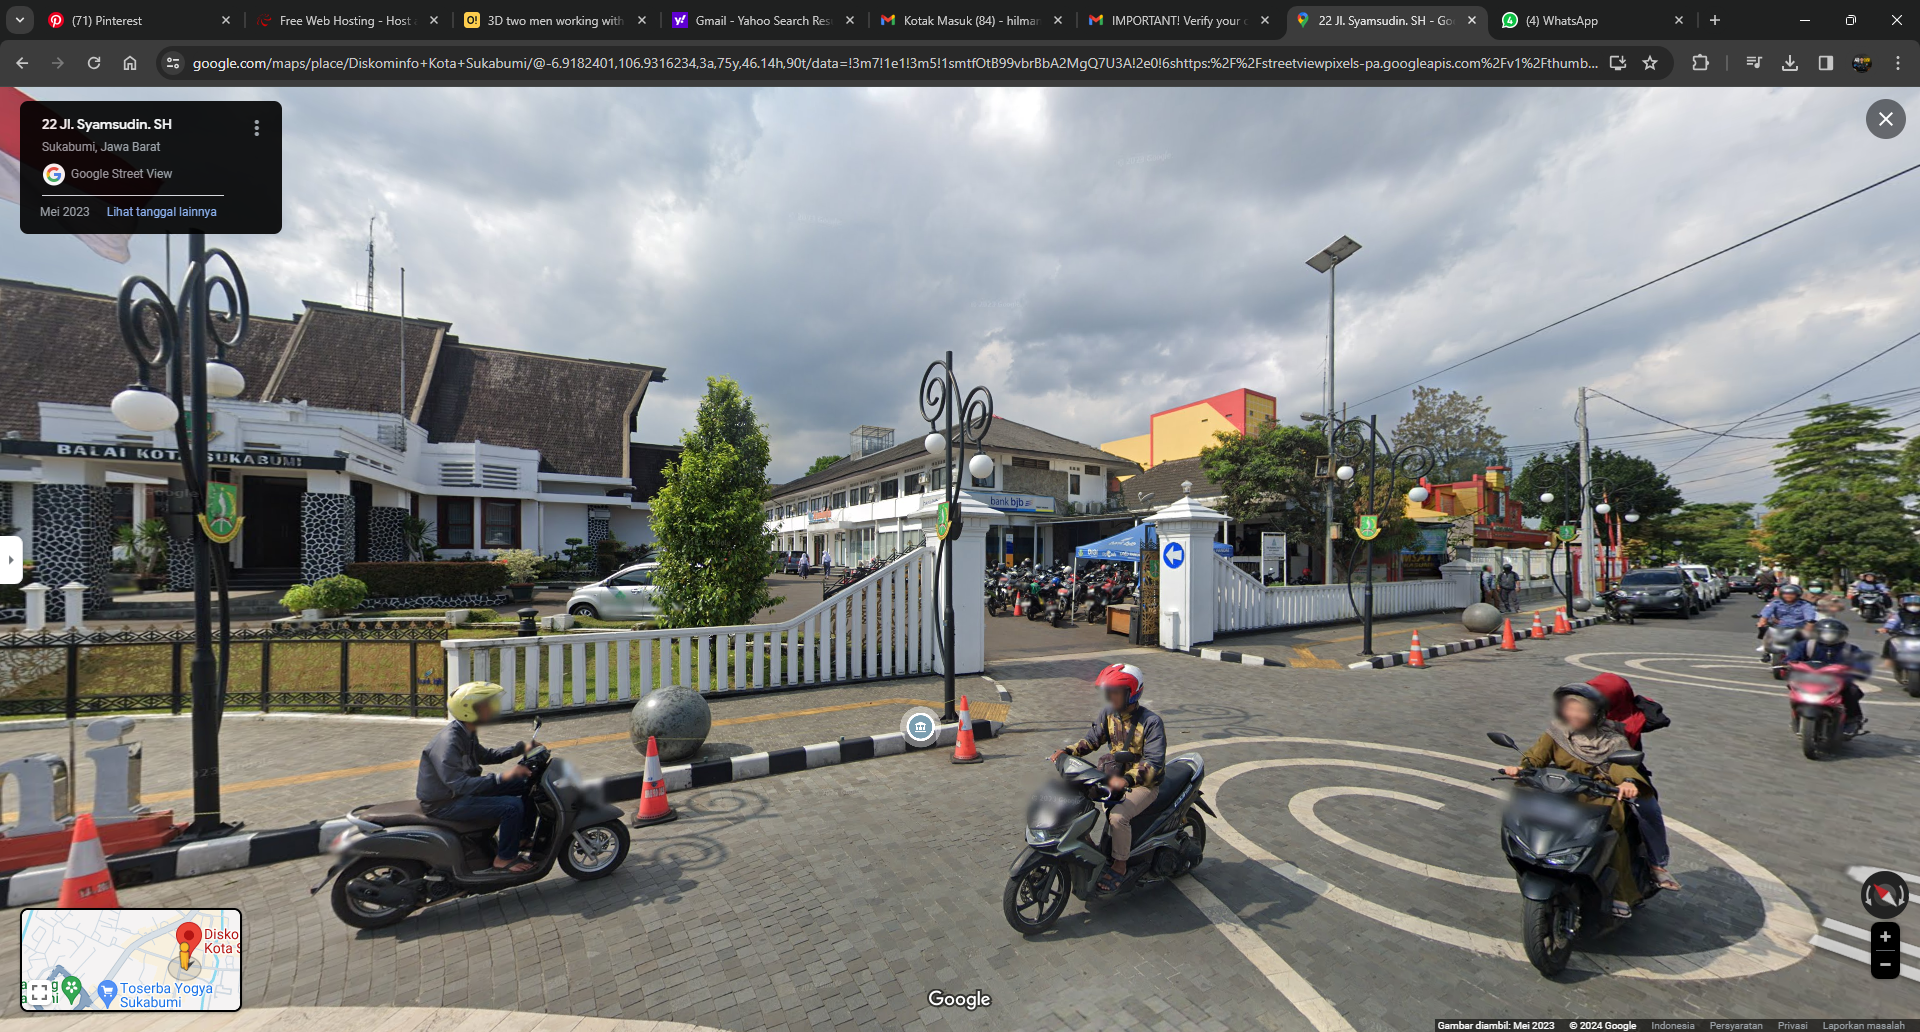 (71) Pinterest
Free Web Hosting - Host
3D two men working with
Gmail - Yahoo Search Res
Kotak Masuk (84) - hilman
IMPORTANT! Verify your
22 Jl. Syamsudin. SH - Go
(4) WhatsApp
google.com/maps/place/Diskominfo+Kota+Sukabumi/@-6.9182401,106.9316234,3a,75y,46.14h,90t/data=!3m7!1e1!3m5!1smtfOtB99vbrBbA2MgQ7U3A!2e0!6shttps:%2F%2Fstreetviewpixels-pa.googleapis.com%2Fv1%2Fthumb...
22 Jl. Syamsudin. SH
Sukabumi, Jawa Barat
Google Street View
Mei 2023 Lihat tanggal lainnya
BALAI KOTA SUKABUMI
bank bjb
Disko
Kota S
Toserba Yogya
Sukabumi
Google
Gambar diambil: Mei 2023 © 2024 Google Indonesia Persyaratan Privasi Laporkan masalah